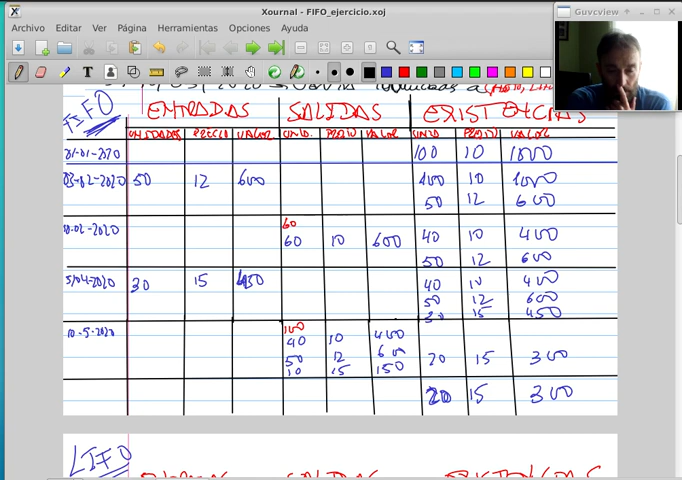 Xournal - FIFO_ejercicio.xoj
Guvcview
Archivo Editar Ver Página Herramientas Opciones Ayuda
FIFO ENTRADAS SALIDAS EXISTENCIAS
UNIDADES PRECIO VALOR UNID. PRECIO VALOR UNID PRECIO VALOR
01-01-2020 100 10 1000
03-02-2020 50 12 600 100 10 1000
50 12 600
60
10-02-2020 60 10 600 40 10 400
50 12 600
5/04-2020 30 15 450 40 10 400
50 12 600
30 15 450
100
10-5-2020 40 10 400
50 12 600 20 15 300
10 15 150
20 15 300
LIFO